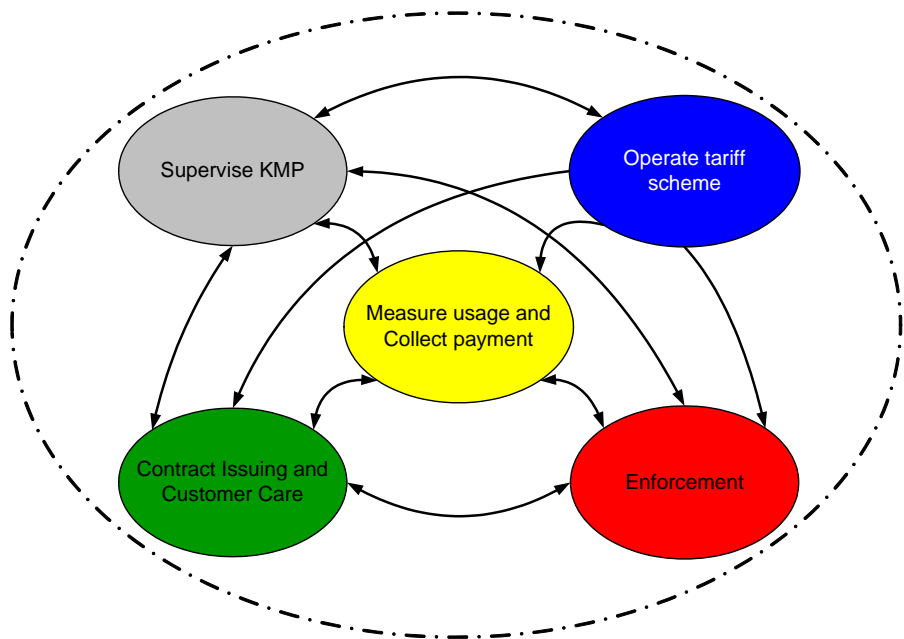 Supervise KMP
Operate tariff
scheme
Measure usage and
Collect payment
Contract Issuing and
Customer Care
Enforcement